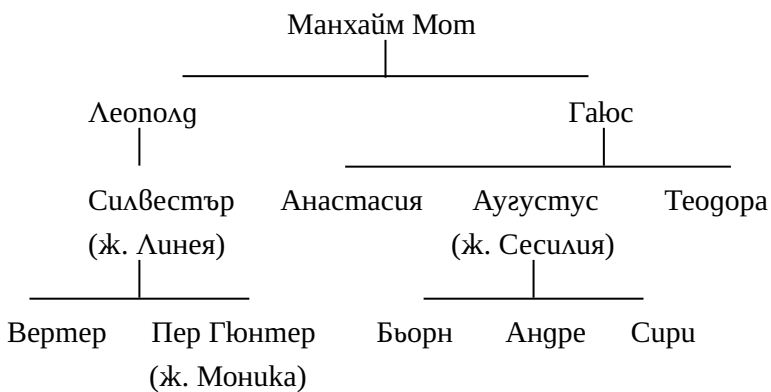 Манхайм Мот
Леополд Гаюс
Силвестър Анастасия Аугустус Теодора
(ж. Линея) (ж. Сесилия)
Вертер Пер Гюнтер Бьорн Андре Сири
(ж. Моника)